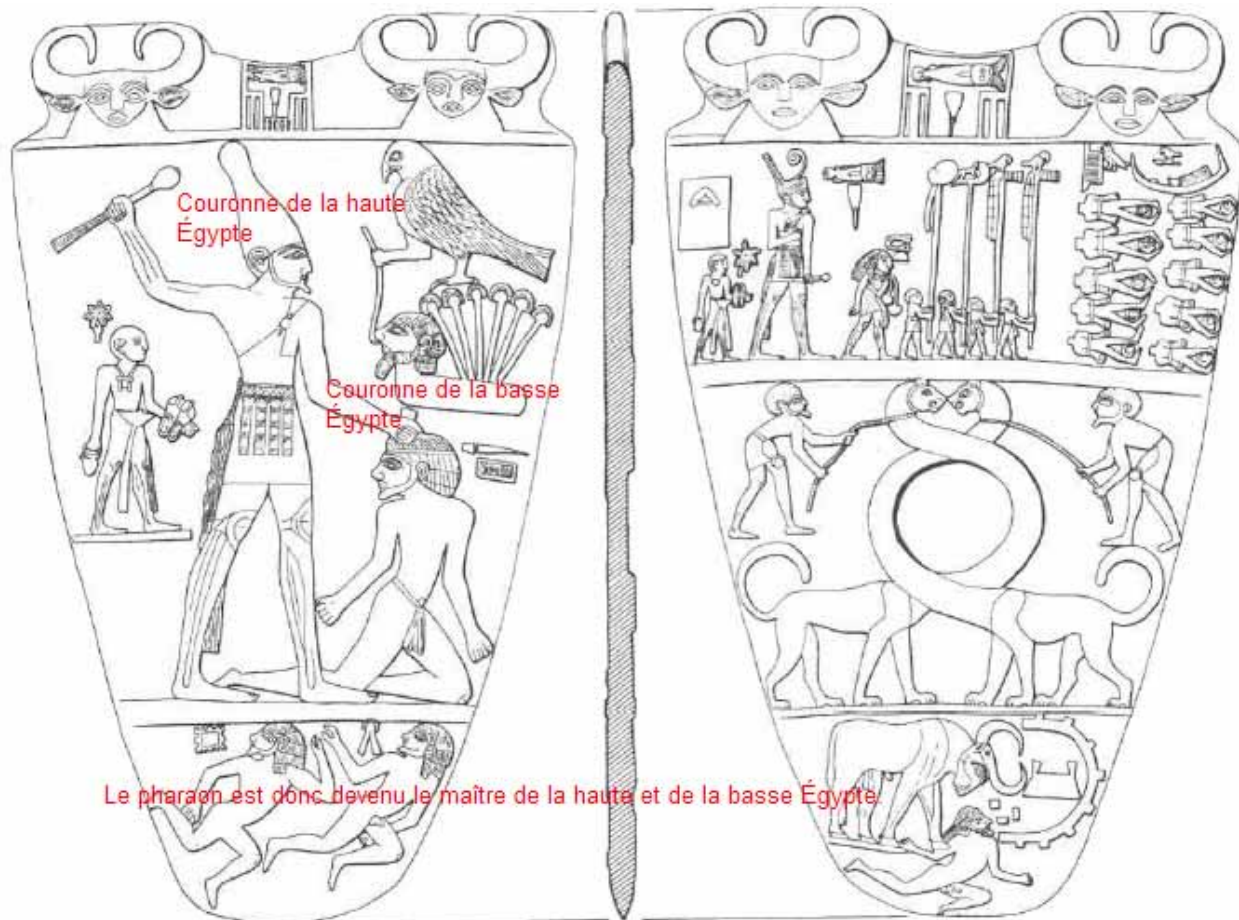 Couronne de la haute
Égypte
Couronne de la basse
Égypte
Le pharaon est donc devenu le maître de la haute et de la basse Égypte.